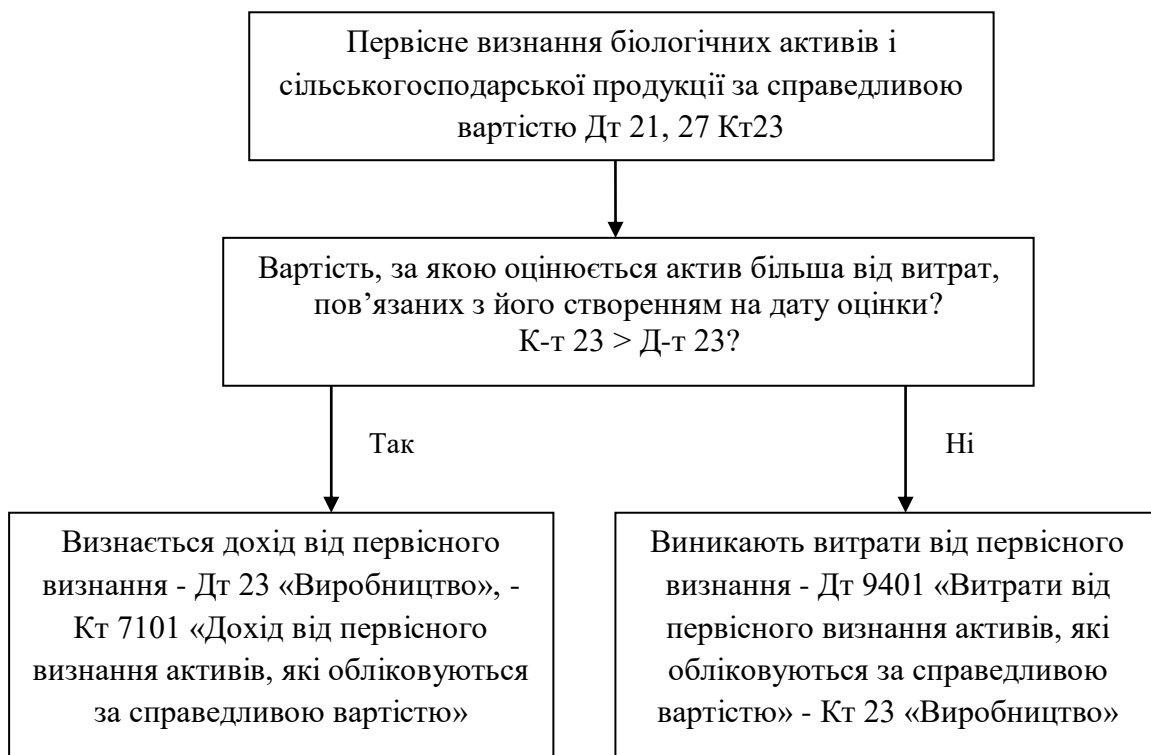 Первісне визнання біологічних активів і
сільськогосподарської продукції за справедливою
вартістю Дт 21, 27 Кт23
Вартість, за якою оцінюється актив більша від витрат,
пов’язаних з його створенням на дату оцінки?
К-т 23 > Д-т 23?
Так
Ні
Визнається дохід від первісного
визнання - Дт 23 «Виробництво», -
Кт 7101 «Дохід від первісного
визнання активів, які обліковуються
за справедливою вартістю»
Виникають витрати від первісного
визнання - Дт 9401 «Витрати від
первісного визнання активів, які
обліковуються за справедливою
вартістю» - Кт 23 «Виробництво»